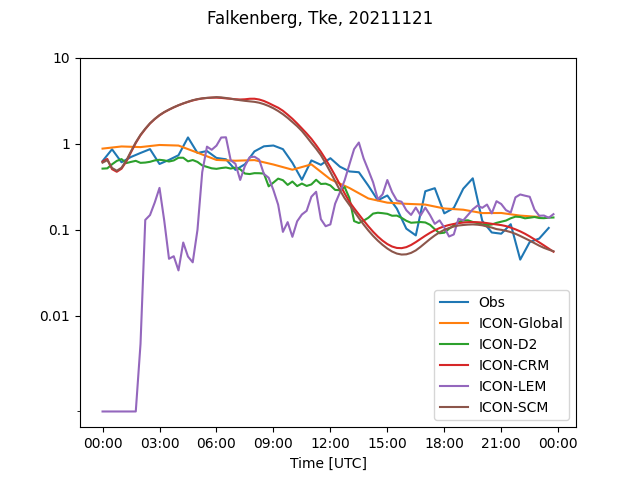 Falkenberg, Tke, 20211121
10
1
0.1
0.01
Obs
ICON-Global
ICON-D2
ICON-CRM
ICON-LEM
ICON-SCM
00:00 03:00 06:00 09:00 12:00 15:00 18:00 21:00 00:00
Time [UTC]